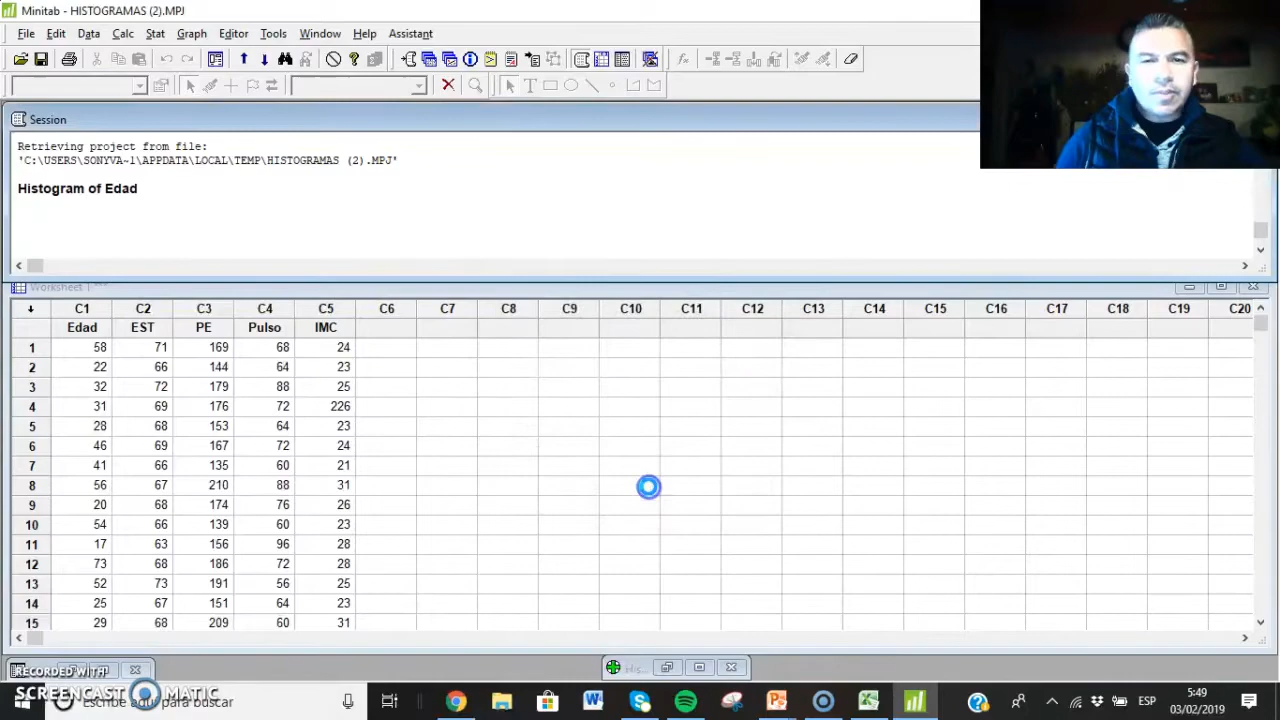 Minitab - HISTOGRAMAS (2).MPJ
File Edit Data Calc Stat Graph Editor Tools Window Help Assistant
Session
Retrieving project from file:
'C:\USERS\SONYVA~1\APPDATA\LOCAL\TEMP\HISTOGRAMAS (2).MPJ'
Histogram of Edad
Worksheet 1 ***
C1 C2 C3 C4 C5 C6 C7 C8 C9 C10 C11 C12 C13 C14 C15 C16 C17 C18 C19 C20
Edad EST PE Pulso IMC
1 58 71 169 68 24
2 22 66 144 64 23
3 32 72 179 88 25
4 31 69 176 72 226
5 28 68 153 64 23
6 46 69 167 72 24
7 41 66 135 60 21
8 56 67 210 88 31
9 20 68 174 76 26
10 54 66 139 60 23
11 17 63 156 96 28
12 73 68 186 72 28
13 52 73 191 56 25
14 25 67 151 64 23
15 29 68 209 60 31
His...
RECORDED WITH
SCREENCAST MATIC
Escribe aquí para buscar
ESP
5:49
03/02/2019